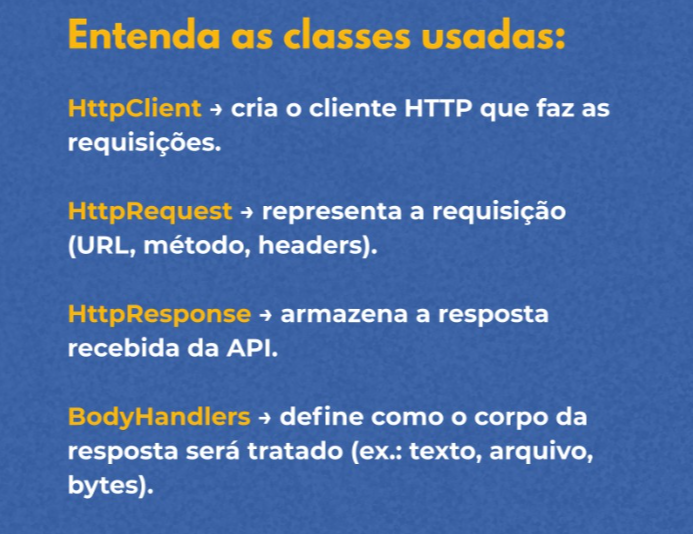 Entenda as classes usadas:
HttpClient → cria o cliente HTTP que faz as
requisições.
HttpRequest → representa a requisição
(URL, método, headers).
HttpResponse → armazena a resposta
recebida da API.
BodyHandlers → define como o corpo da
resposta será tratado (ex.: texto, arquivo,
bytes).